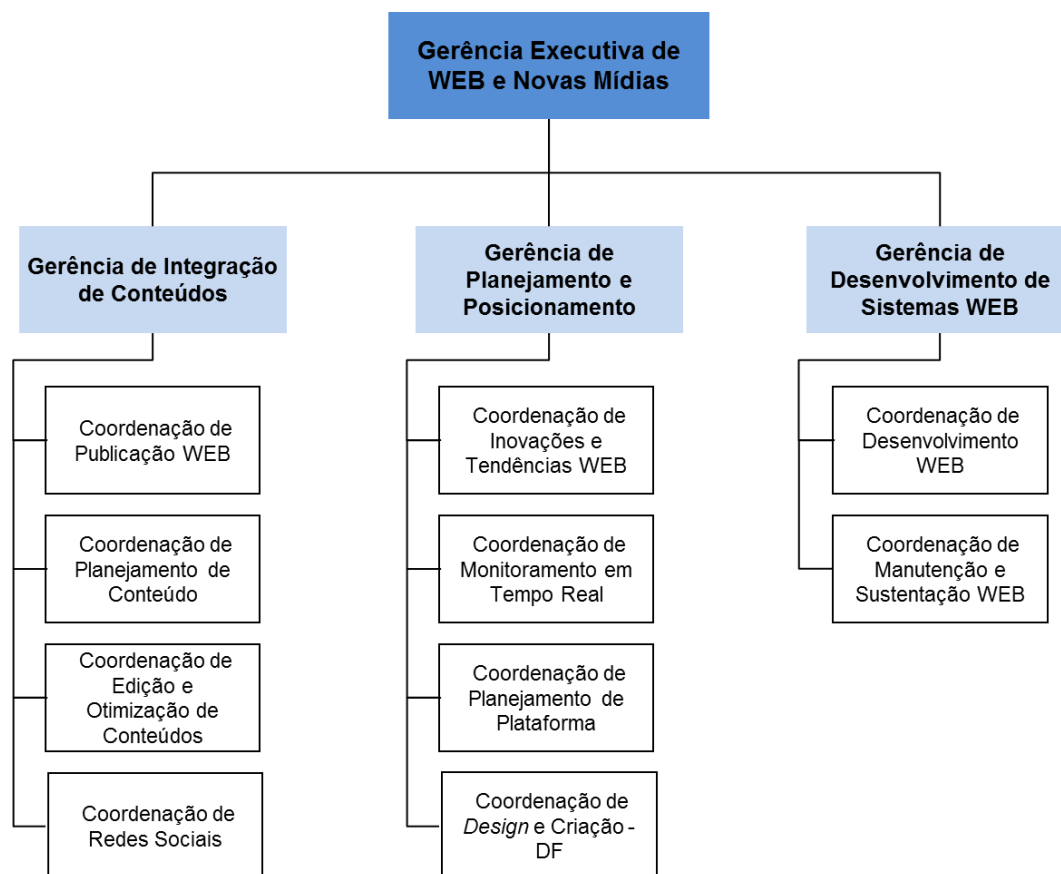 Gerência Executiva de
WEB e Novas Mídias
Gerência de Integração
de Conteúdos
Coordenação de
Publicação WEB
Coordenação de
Planejamento de
Conteúdo
Coordenação de
Edição e
Otimização de
Conteúdos
Coordenação de
Redes Sociais
Gerência de
Planejamento e
Posicionamento
Coordenação de
Inovações e
Tendências WEB
Coordenação de
Monitoramento em
Tempo Real
Coordenação de
Planejamento de
Plataforma
Coordenação de
Design e Criação -
DF
Gerência de
Desenvolvimento de
Sistemas WEB
Coordenação de
Desenvolvimento
WEB
Coordenação de
Manutenção e
Sustentação WEB